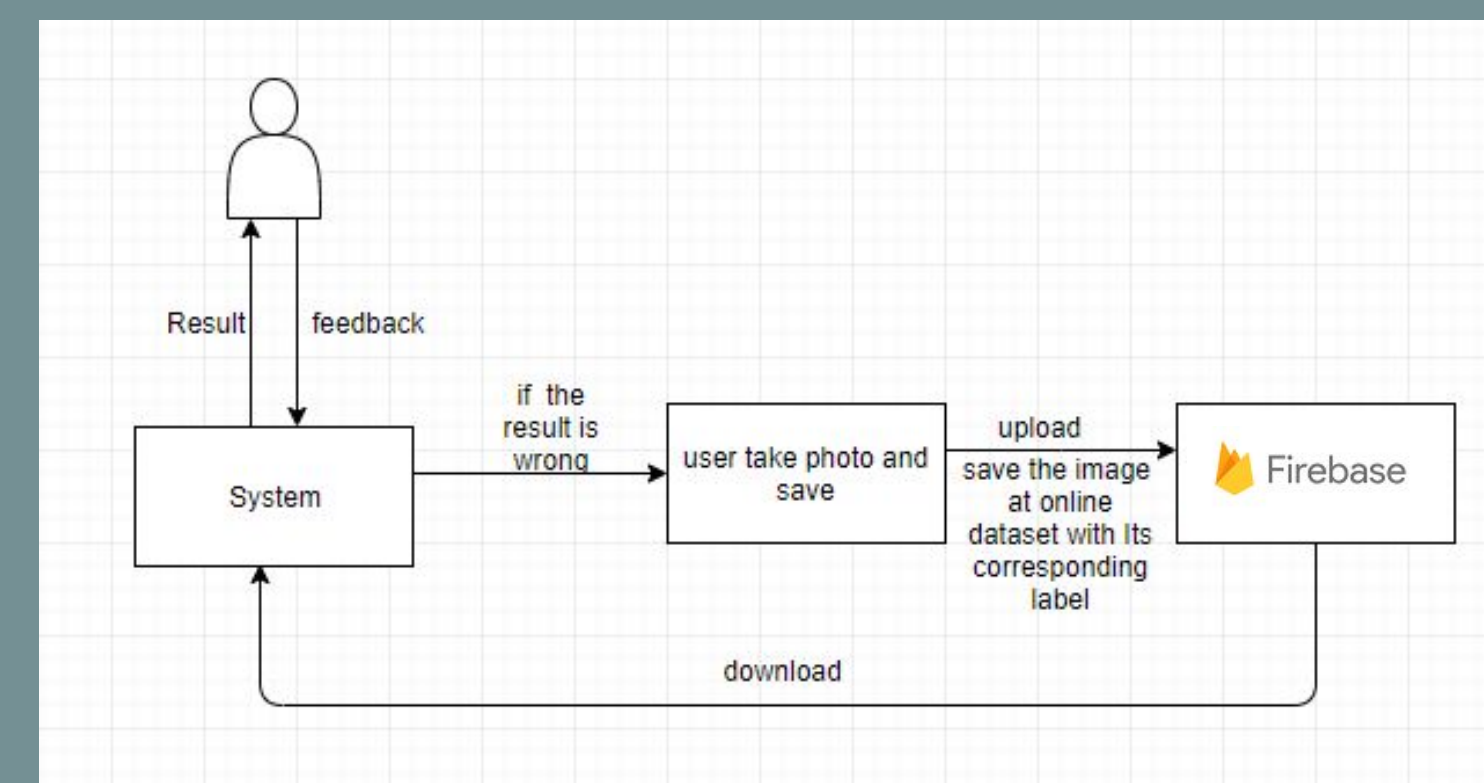 Result
feedback
if the
result is
wrong
System
user take photo and
save
upload
save the image
at online
dataset with Its
corresponding
label
Firebase
download